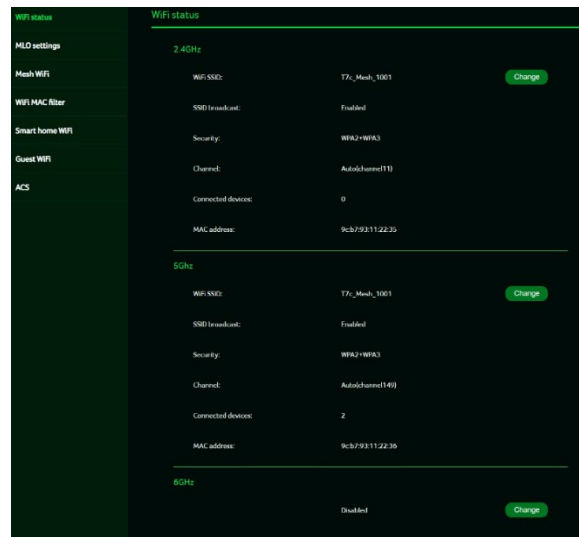 WiFi status
MLO settings
Mesh WiFi
WiFi MAC filter
Smart home WiFi
Guest WiFi
ACS
WiFi status
2.4GHz
WiFi SSID: T7c_Mesh_1001 Change
SSID broadcast: Enabled
Security: WPA2+WPA3
Channel: Auto(channel11)
Connected devices: 0
MAC address: 9c:b7:93:11:22:35
5Ghz
WiFi SSID: T7c_Mesh_1001 Change
SSID broadcast: Enabled
Security: WPA2+WPA3
Channel: Auto(channel149)
Connected devices: 2
MAC address: 9c:b7:93:11:22:36
6GHz
Disabled Change